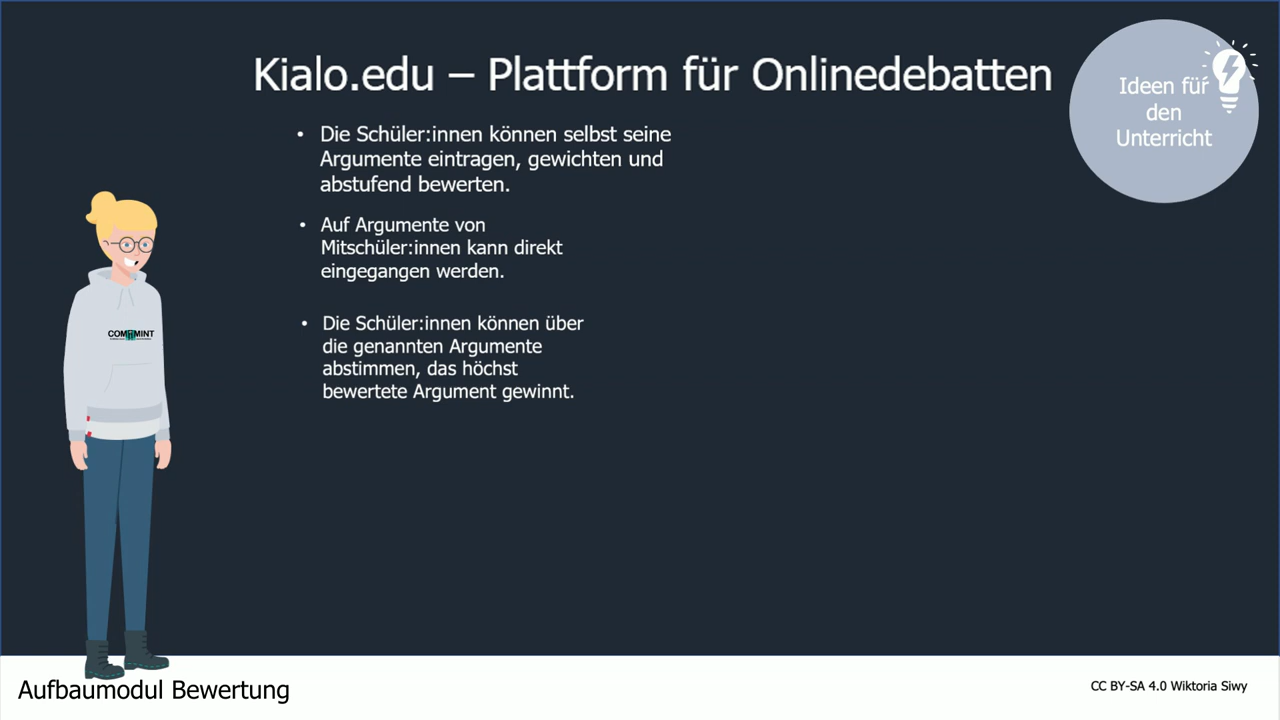 Kialo.edu – Plattform für Onlinedebatten
Ideen für
den
Unterricht
• Die Schüler:innen können selbst seine
Argumente eintragen, gewichten und
abstufend bewerten.
• Auf Argumente von
Mitschüler:innen kann direkt
eingegangen werden.
• Die Schüler:innen können über
die genannten Argumente
abstimmen, das höchst
bewertete Argument gewinnt.
Aufbaumodul Bewertung
CC BY-SA 4.0 Wiktoria Siwy